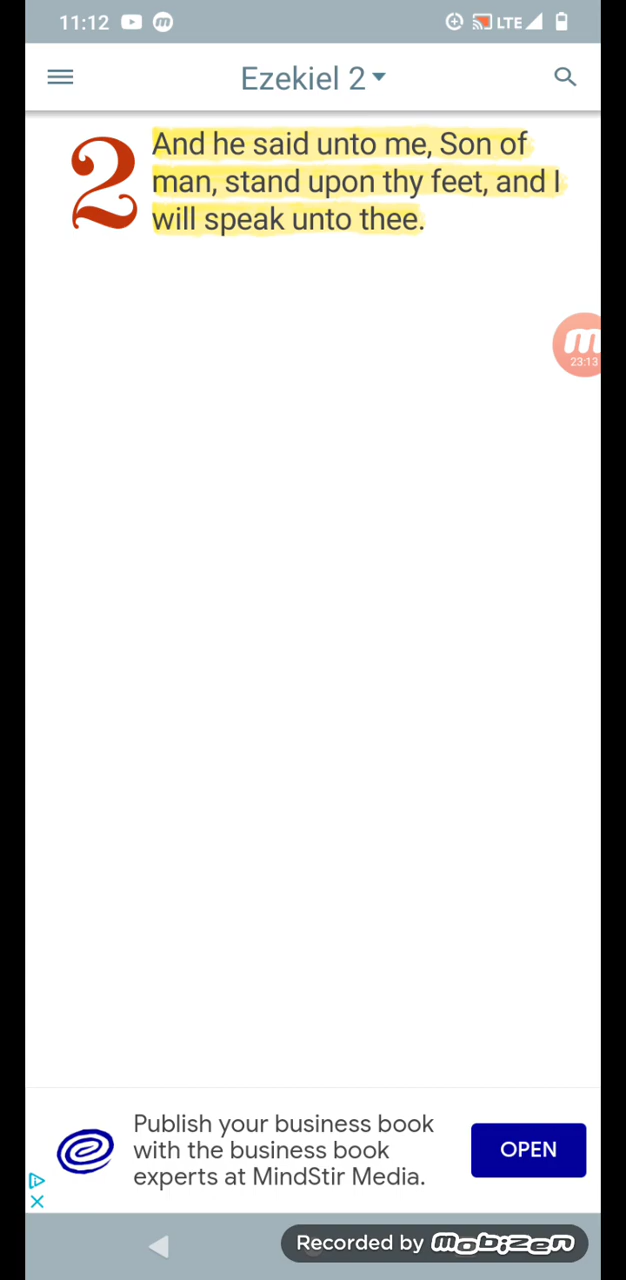 11:12 LTE
Ezekiel 2
2 And he said unto me, Son of
man, stand upon thy feet, and I
will speak unto thee.
m
23:13
Publish your business book
with the business book
experts at MindStir Media.
OPEN
Recorded by mobizen